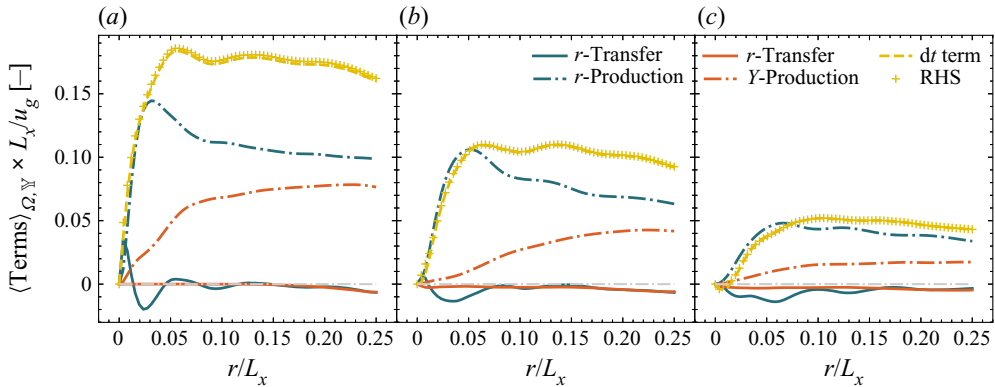 (a) (b) (c)
r-Transfer r-Transfer dt term
r-Production Y-Production RHS
⟨Terms⟩Ω, 𝕐 × Lx/ug [–]
0.15
0.10
0.05
0
0 0.05 0.10 0.15 0.20 0.25 0 0.05 0.10 0.15 0.20 0.25 0 0.05 0.10 0.15 0.20 0.25
r/Lx r/Lx r/Lx